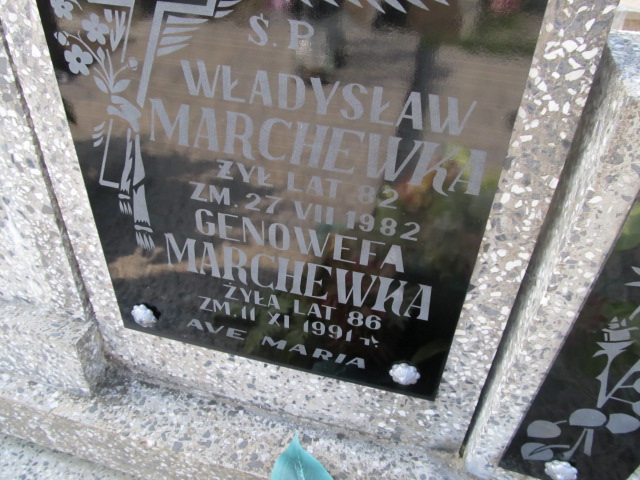 Ś. P.
WŁADYSŁAW
MARCHEWKA
ŻYŁ LAT 82
ZM. 27 VII 1982
GENOWEFA
MARCHEWKA
ŻYŁA LAT 86
ZM. 11 XI 1991 r.
AVE MARIA